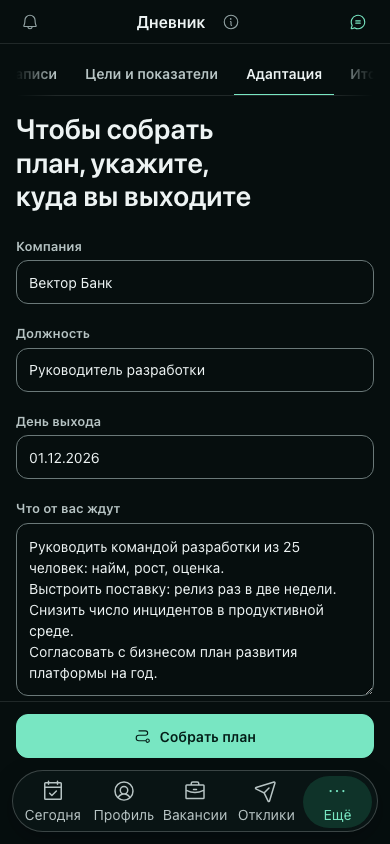 Дневник
Цели и показатели
Адаптация
Чтобы собрать
план, укажите,
куда вы выходите
Компания
Вектор Банк
Должность
Руководитель разработки
День выхода
01.12.2026
Что от вас ждут
Руководить командой разработки из 25
человек: найм, рост, оценка.
Выстроить поставку: релиз раз в две недели.
Снизить число инцидентов в продуктивной
среде.
Согласовать с бизнесом план развития
платформы на год.
Собрать план
Сегодня
Профиль
Вакансии
Отклики
Ещё